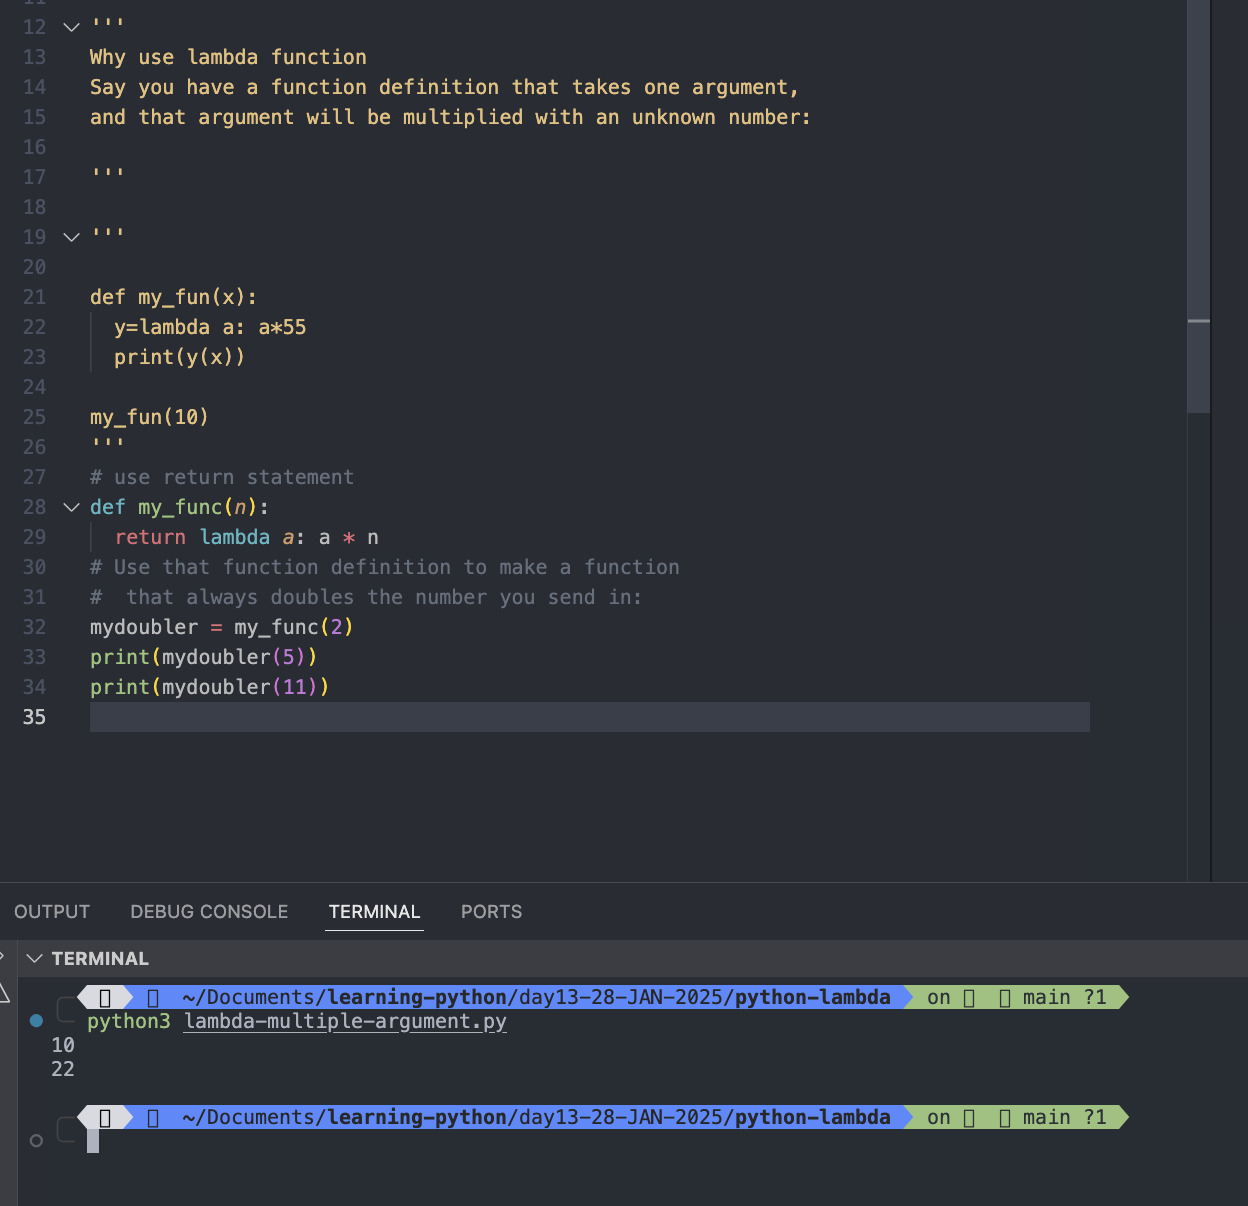 12 '''
13 Why use lambda function
14 Say you have a function definition that takes one argument,
15 and that argument will be multiplied with an unknown number:
16
17 '''
18
19 '''
20
21 def my_fun(x):
22   y=lambda a: a*55
23   print(y(x))
24
25 my_fun(10)
26 '''
27 # use return statement
28 def my_func(n):
29   return lambda a: a * n
30 # Use that function definition to make a function
31 #  that always doubles the number you send in:
32 mydoubler = my_func(2)
33 print(mydoubler(5))
34 print(mydoubler(11))
35
OUTPUT DEBUG CONSOLE TERMINAL PORTS
TERMINAL
~/Documents/learning-python/day13-28-JAN-2025/python-lambda on main ?1
python3 lambda-multiple-argument.py
10
22
~/Documents/learning-python/day13-28-JAN-2025/python-lambda on main ?1